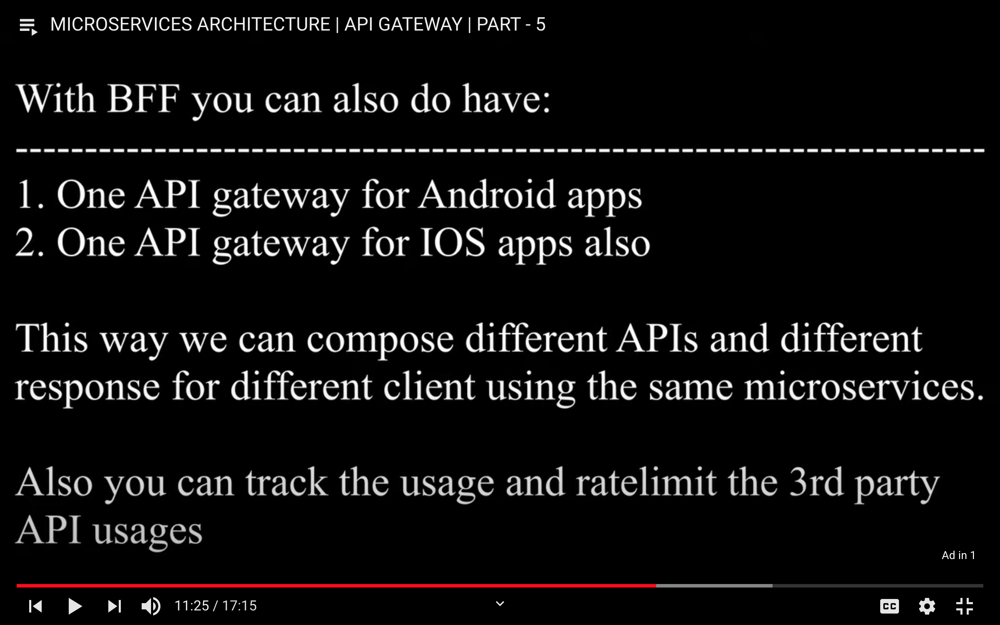 MICROSERVICES ARCHITECTURE | API GATEWAY | PART - 5
With BFF you can also do have:
----------------------------------------------------------------------
1. One API gateway for Android apps
2. One API gateway for IOS apps also
This way we can compose different APIs and different
response for different client using the same microservices.
Also you can track the usage and ratelimit the 3rd party
API usages
Ad in 1
11:25 / 17:15
CC